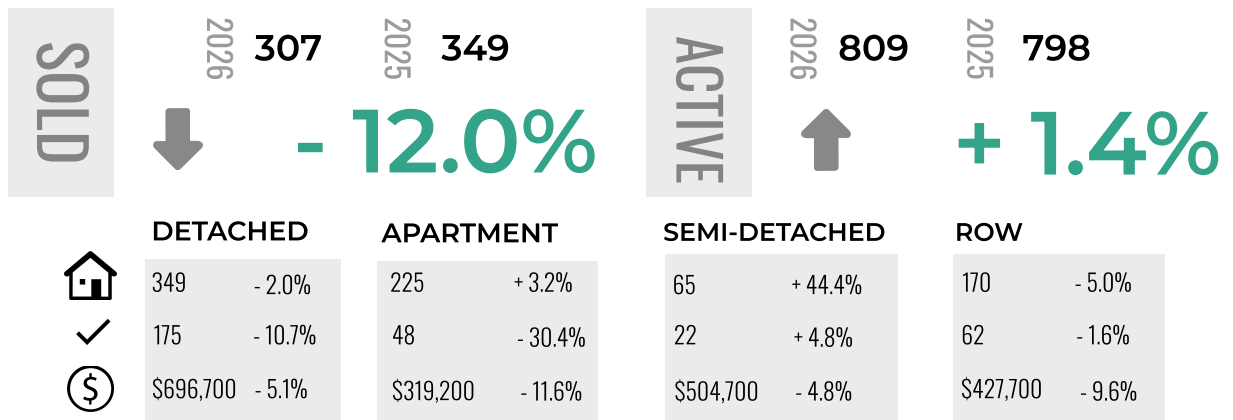 SOLD
2026 307 2025 349
- 12.0%
ACTIVE
2026 809 2025 798
+ 1.4%
DETACHED
349 - 2.0%
175 - 10.7%
$696,700 - 5.1%
APARTMENT
225 + 3.2%
48 - 30.4%
$319,200 - 11.6%
SEMI-DETACHED
65 + 44.4%
22 + 4.8%
$504,700 - 4.8%
ROW
170 - 5.0%
62 - 1.6%
$427,700 - 9.6%